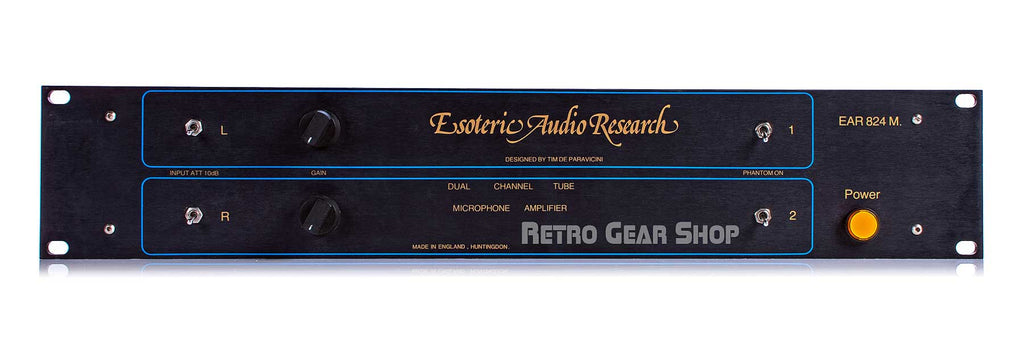 L
Esoteric Audio Research
1
EAR 824 M.
DESIGNED BY TIM DE PARAVICINI
INPUT ATT 10dB
GAIN
PHANTOM ON
DUAL CHANNEL TUBE
Power
R
MICROPHONE AMPLIFIER
2
RETRO GEAR SHOP
MADE IN ENGLAND , HUNTINGDON.